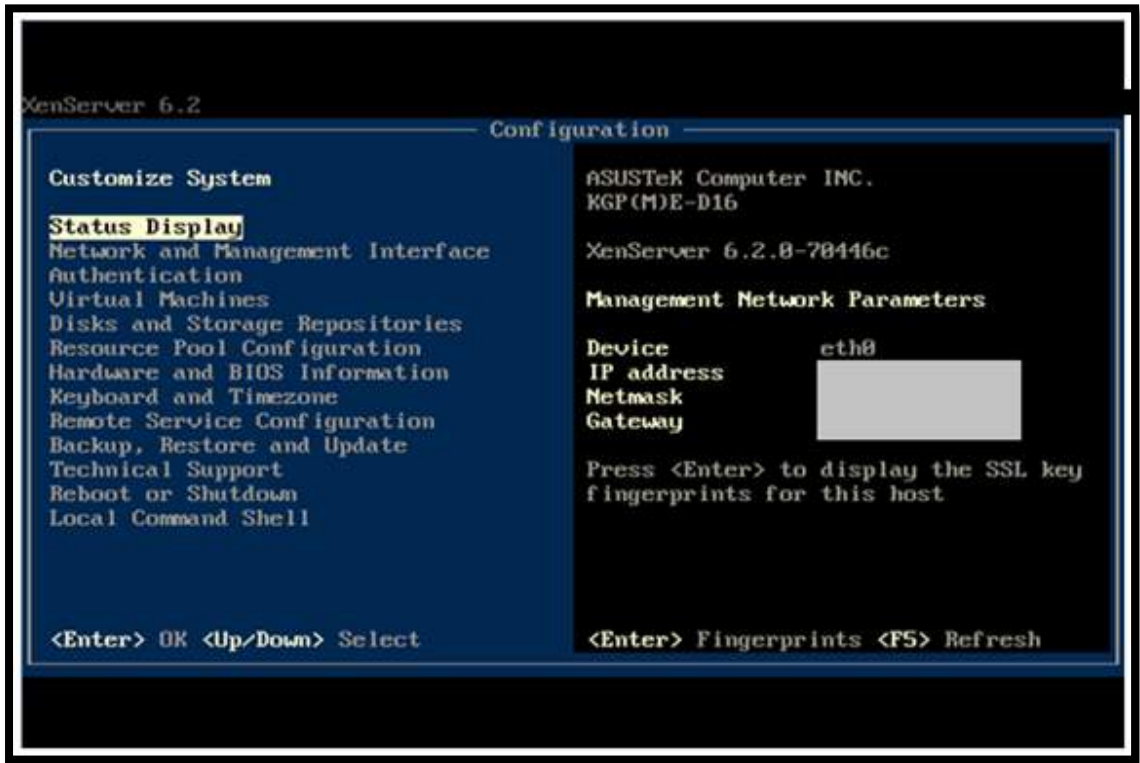 XenServer 6.2
Configuration
Customize System
Status Display
Network and Management Interface
Authentication
Virtual Machines
Disks and Storage Repositories
Resource Pool Configuration
Hardware and BIOS Information
Keyboard and Timezone
Remote Service Configuration
Backup, Restore and Update
Technical Support
Reboot or Shutdown
Local Command Shell
<Enter> OK <Up/Down> Select
ASUSTeK Computer INC.
KGP(M)E-D16
XenServer 6.2.0-70446c
Management Network Parameters
Device eth0
IP address
Netmask
Gateway
Press <Enter> to display the SSL key
fingerprints for this host
<Enter> Fingerprints <F5> Refresh